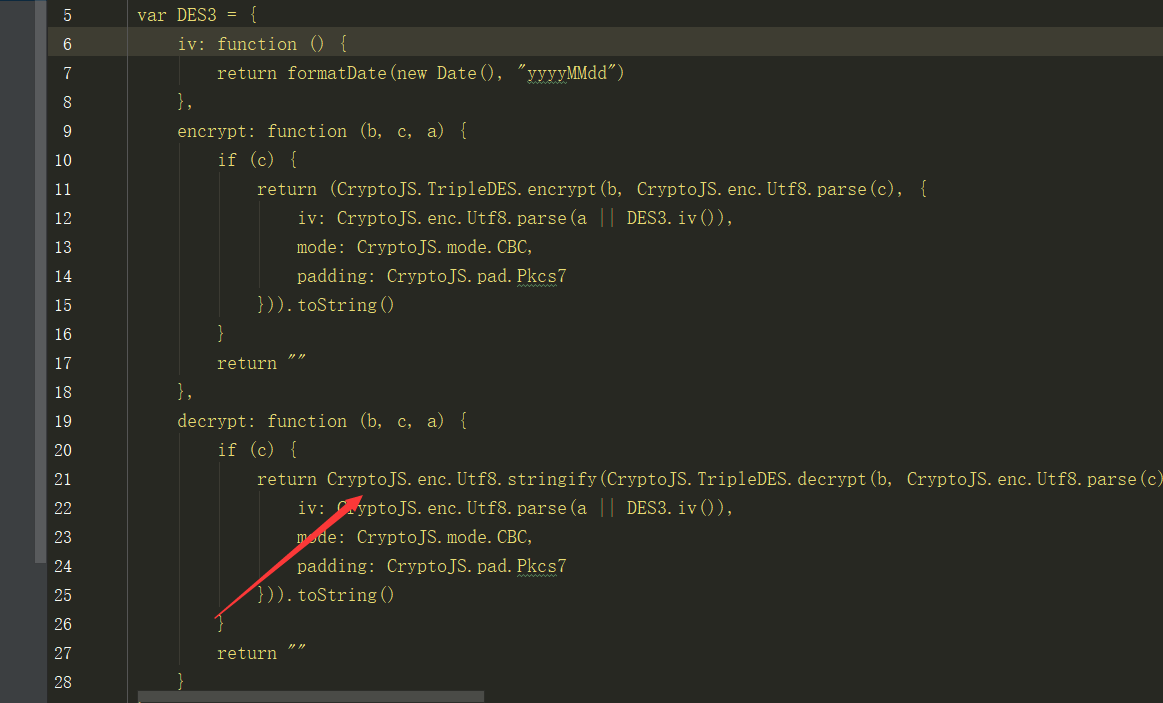 5 var DES3 = {
6 iv: function () {
7 return formatDate(new Date(), "yyyyMMdd")
8 },
9 encrypt: function (b, c, a) {
10 if (c) {
11 return (CryptoJS.TripleDES.encrypt(b, CryptoJS.enc.Utf8.parse(c), {
12 iv: CryptoJS.enc.Utf8.parse(a || DES3.iv()),
13 mode: CryptoJS.mode.CBC,
14 padding: CryptoJS.pad.Pkcs7
15 })).toString()
16 }
17 return ""
18 },
19 decrypt: function (b, c, a) {
20 if (c) {
21 return CryptoJS.enc.Utf8.stringify(CryptoJS.TripleDES.decrypt(b, CryptoJS.enc.Utf8.parse(c)
22 iv: CryptoJS.enc.Utf8.parse(a || DES3.iv()),
23 mode: CryptoJS.mode.CBC,
24 padding: CryptoJS.pad.Pkcs7
25 })).toString()
26 }
27 return ""
28 }